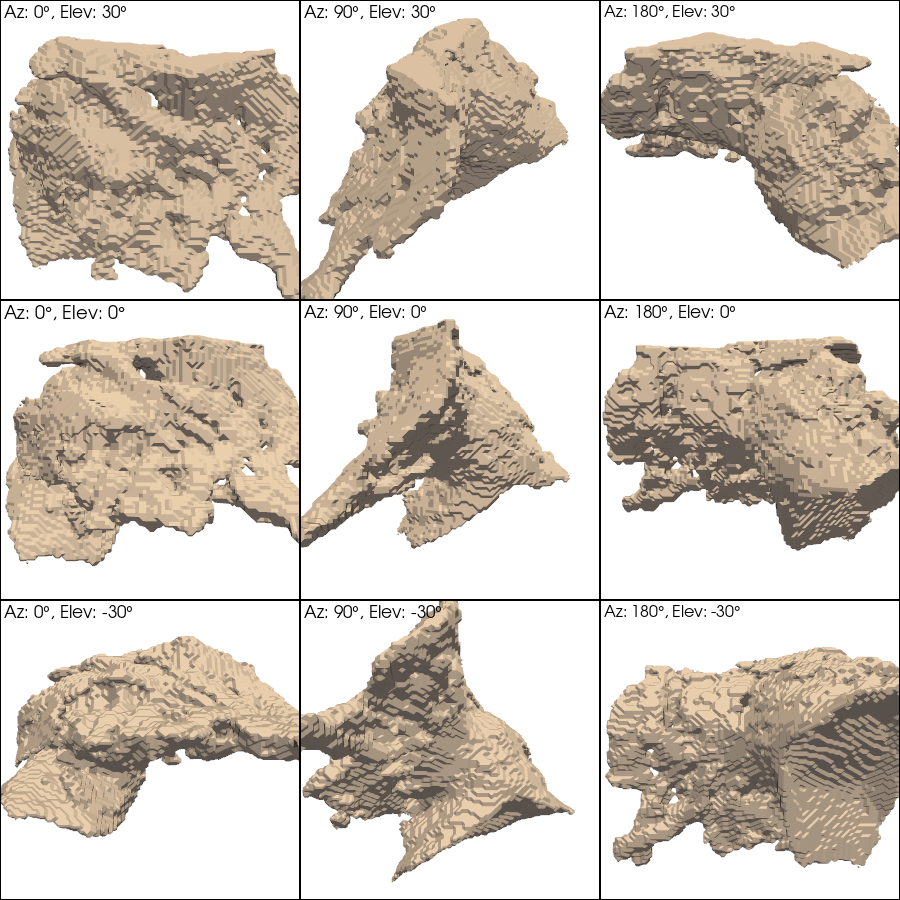 Az: 0°, Elev: 30°
Az: 90°, Elev: 30°
Az: 180°, Elev: 30°
Az: 0°, Elev: 0°
Az: 90°, Elev: 0°
Az: 180°, Elev: 0°
Az: 0°, Elev: -30°
Az: 90°, Elev: -30°
Az: 180°, Elev: -30°